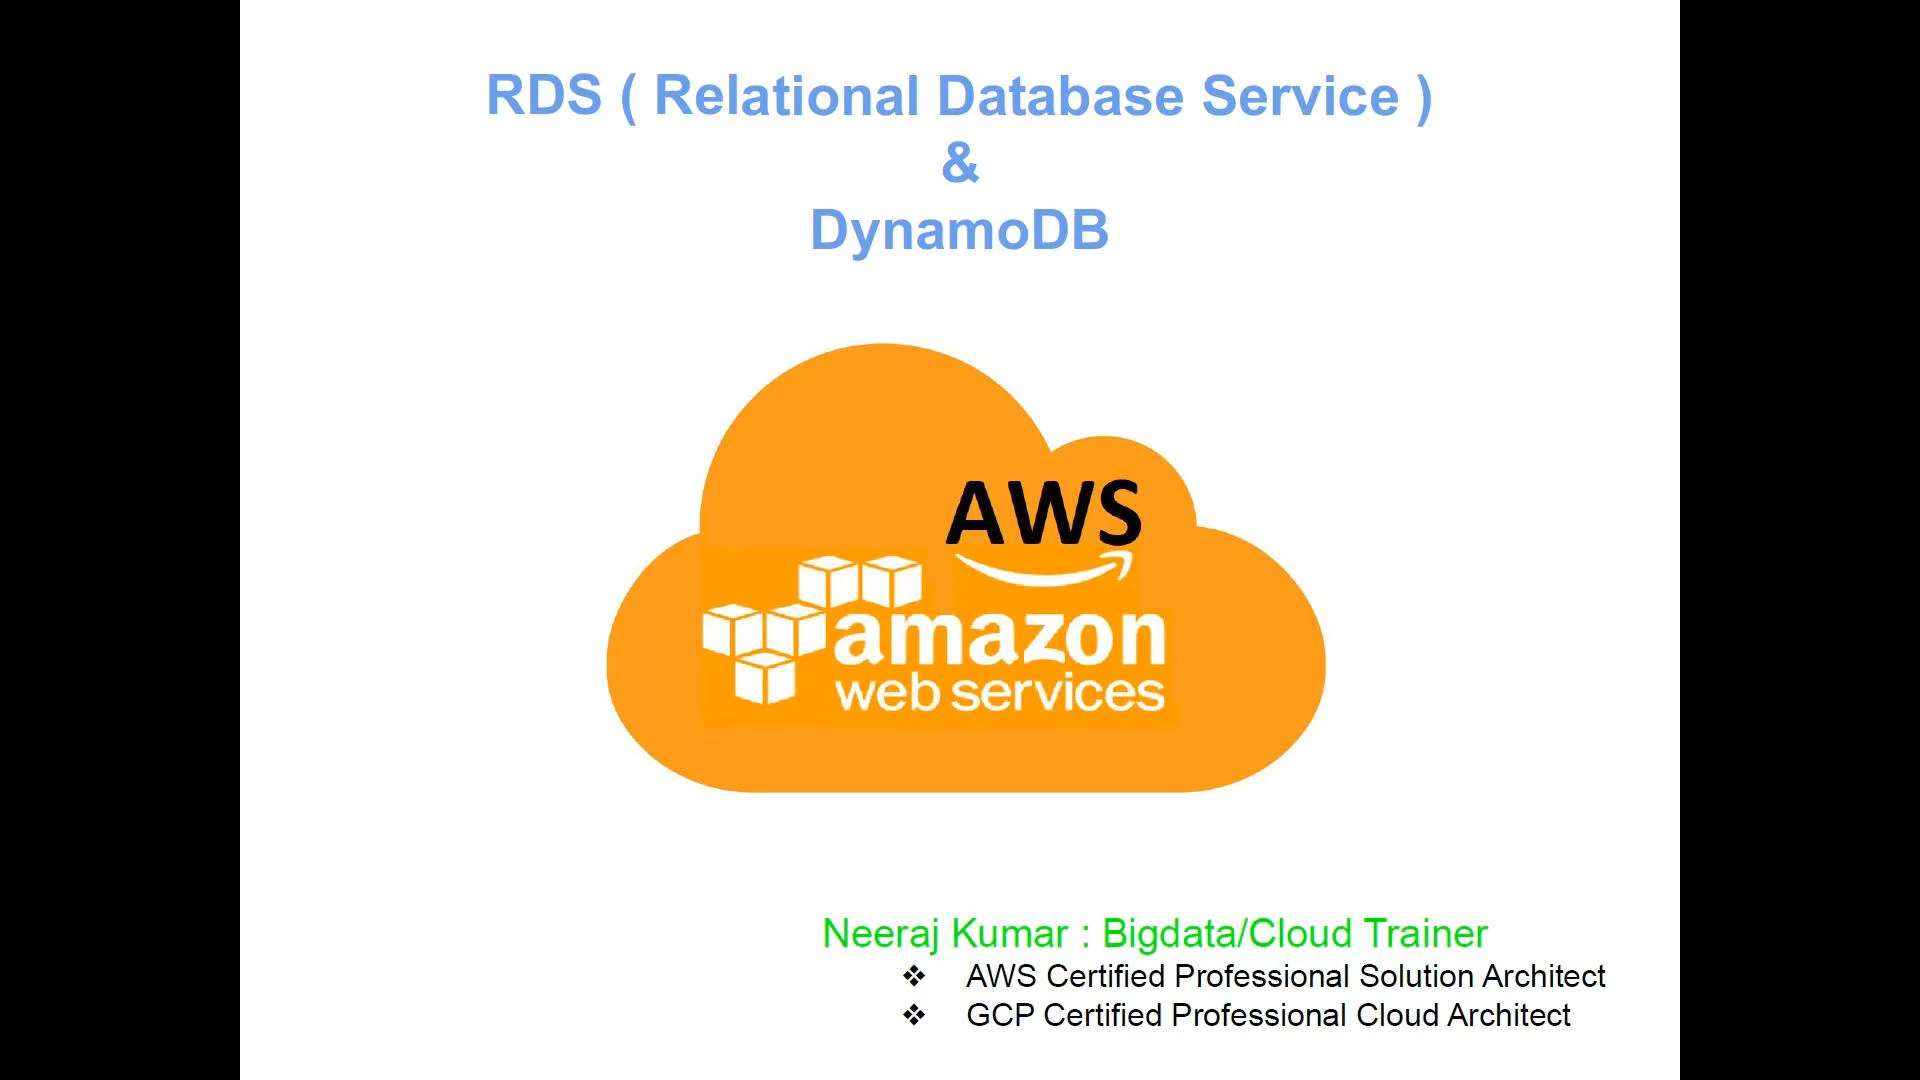 RDS ( Relational Database Service )
&
DynamoDB
AWS
amazon
web services
Neeraj Kumar : Bigdata/Cloud Trainer
❖ AWS Certified Professional Solution Architect
❖ GCP Certified Professional Cloud Architect